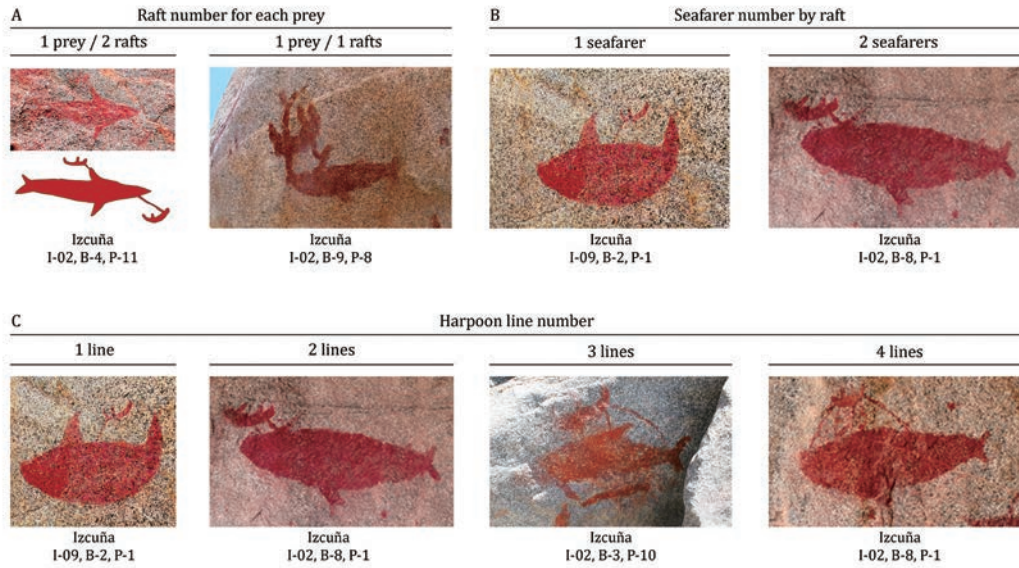 A
Raft number for each prey
1 prey / 2 rafts
1 prey / 1 rafts
Izcuña
I-02, B-4, P-11
Izcuña
I-02, B-9, P-8
B
Seafarer number by raft
1 seafarer
2 seafarers
Izcuña
I-09, B-2, P-1
Izcuña
I-02, B-8, P-1
C
Harpoon line number
1 line
2 lines
3 lines
4 lines
Izcuña
I-09, B-2, P-1
Izcuña
I-02, B-8, P-1
Izcuña
I-02, B-3, P-10
Izcuña
I-02, B-8, P-1